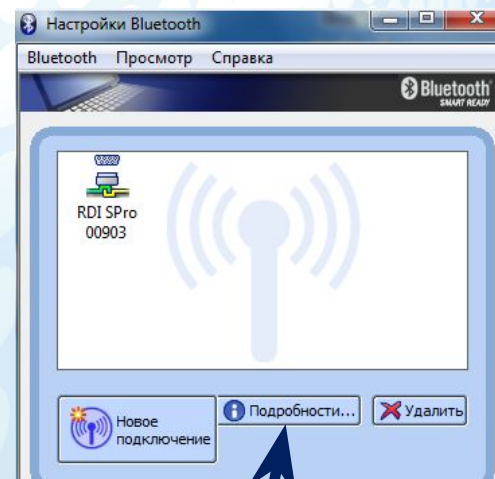 Настройки Bluetooth
Bluetooth Просмотр Справка
Bluetooth
SMART READY
RDI SPro
00903
Новое
подключение
Подробности...
Удалить